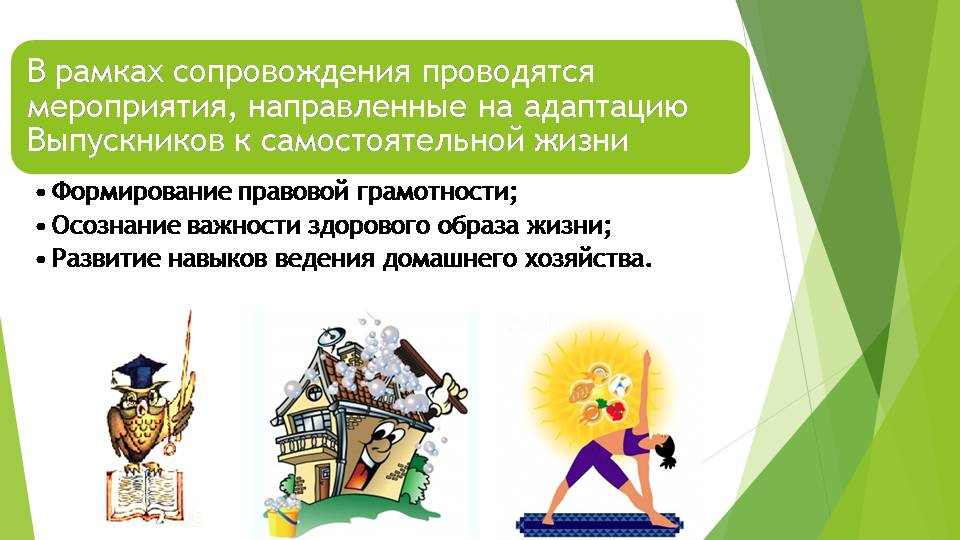 В рамках сопровождения проводятся
мероприятия, направленные на адаптацию
Выпускников к самостоятельной жизни
• Формирование правовой грамотности;
• Осознание важности здорового образа жизни;
• Развитие навыков ведения домашнего хозяйства.